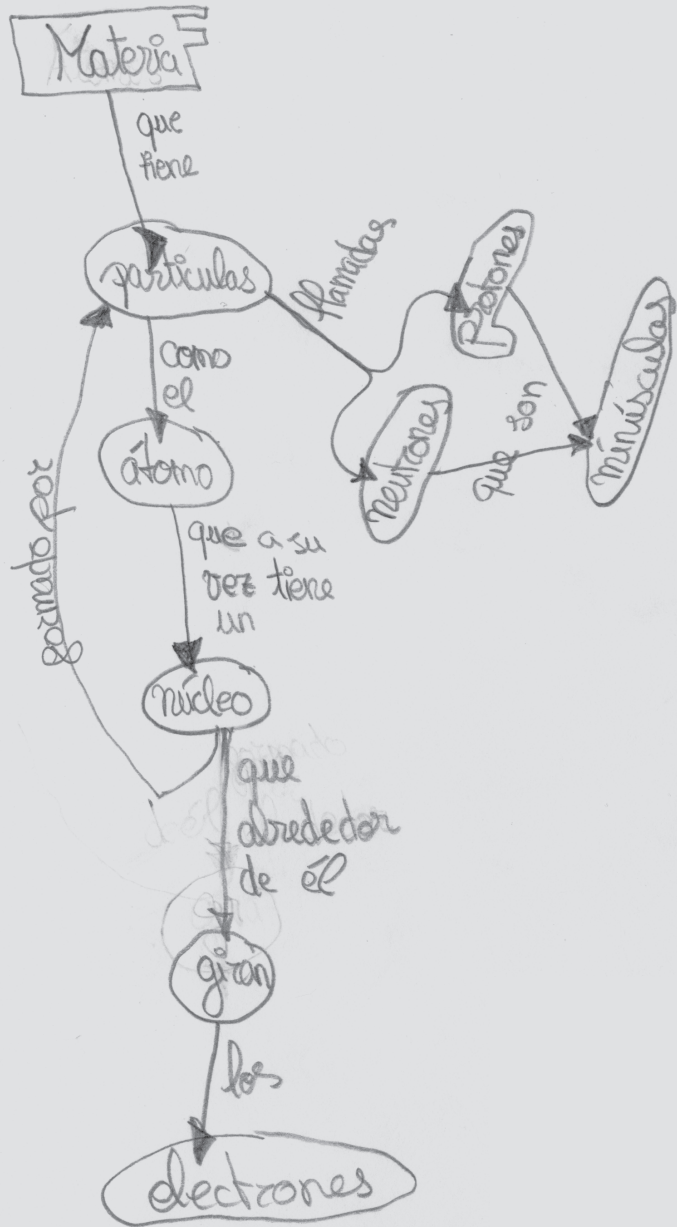 Materia
que
tiene
particulas
llamadas
Protones
neutrones
que son
minúsculas
como
el
átomo
que a su
vez tiene
un
núcleo
formado por
que
alrededor
de él
giran
los
electrones